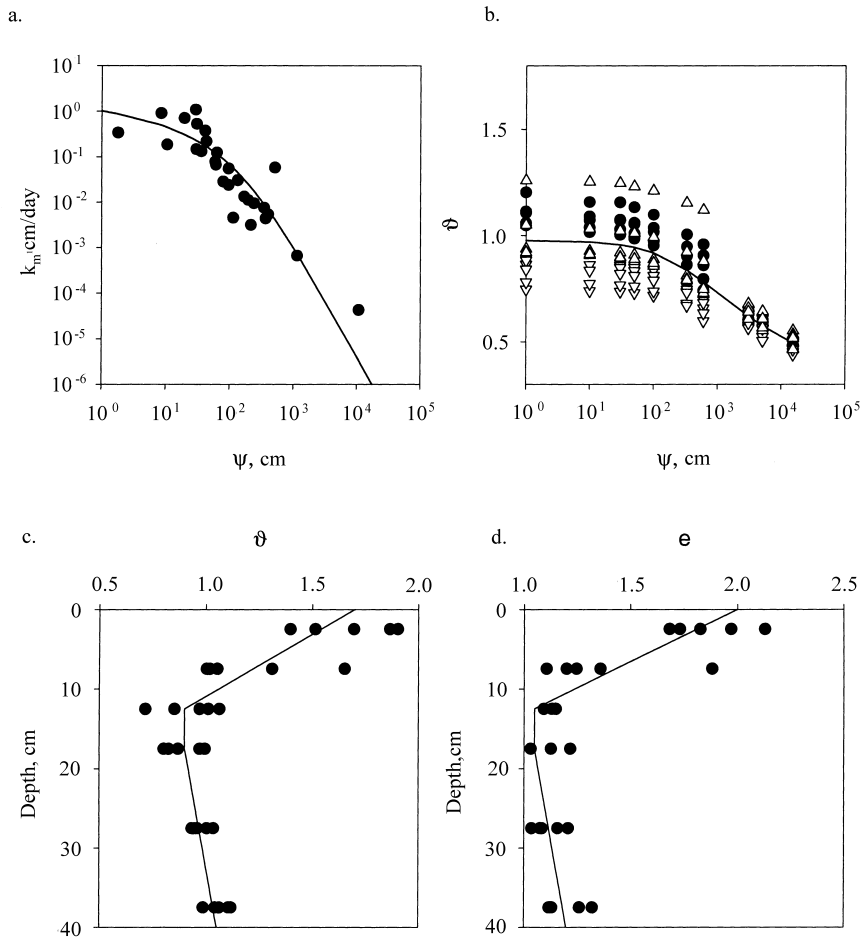 a.
b.
10¹
10⁰
10⁻¹
10⁻²
10⁻³
10⁻⁴
10⁻⁵
10⁻⁶
kₘ, cm/day
10⁰ 10¹ 10² 10³ 10⁴ 10⁵
ψ, cm
1.5
1.0
0.5
ϑ
10⁰ 10¹ 10² 10³ 10⁴ 10⁵
ψ, cm
c.
ϑ
0.5 1.0 1.5 2.0
0
10
20
30
40
Depth, cm
d.
e
1.0 1.5 2.0 2.5
0
10
20
30
40
Depth,cm